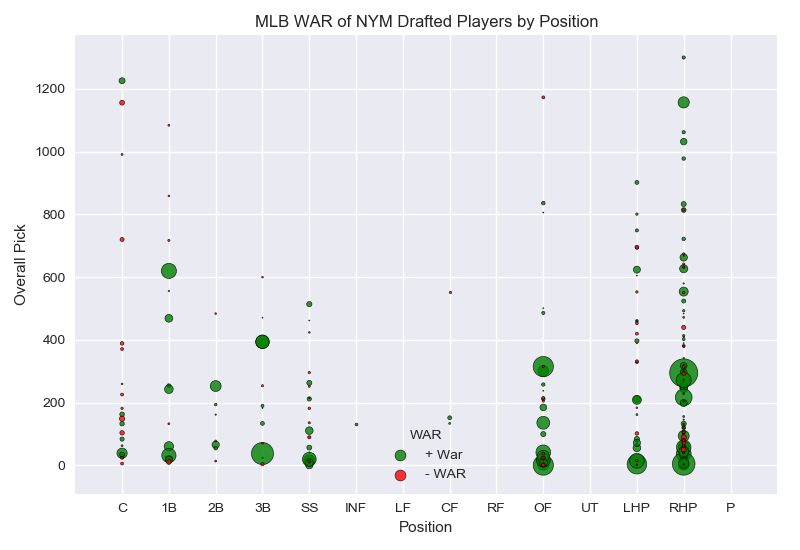 MLB WAR of NYM Drafted Players by Position
Overall Pick
1200
1000
800
600
400
200
0
WAR
+ War
- WAR
C 1B 2B 3B SS INF LF CF RF OF UT LHP RHP P
Position